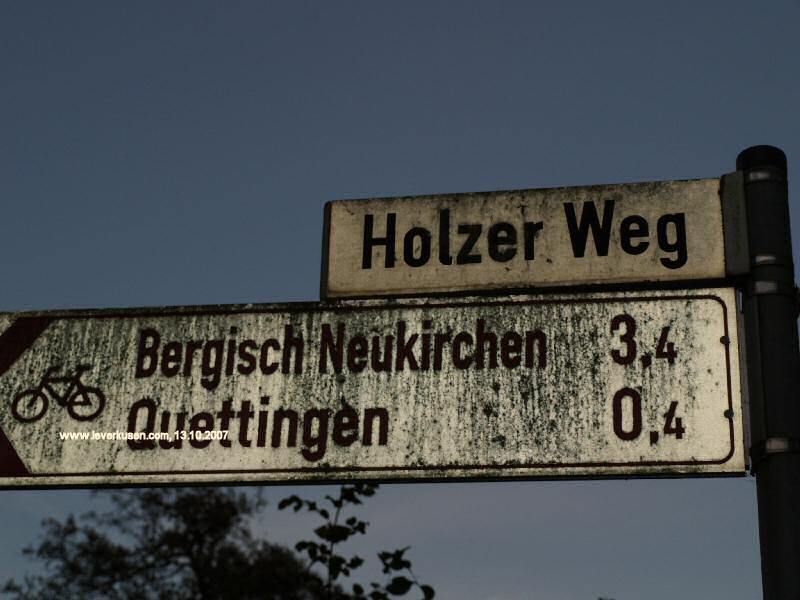 Holzer Weg
Bergisch Neukirchen 3,4
Quettingen 0,4
www.leverkusen.com, 13.10.2007